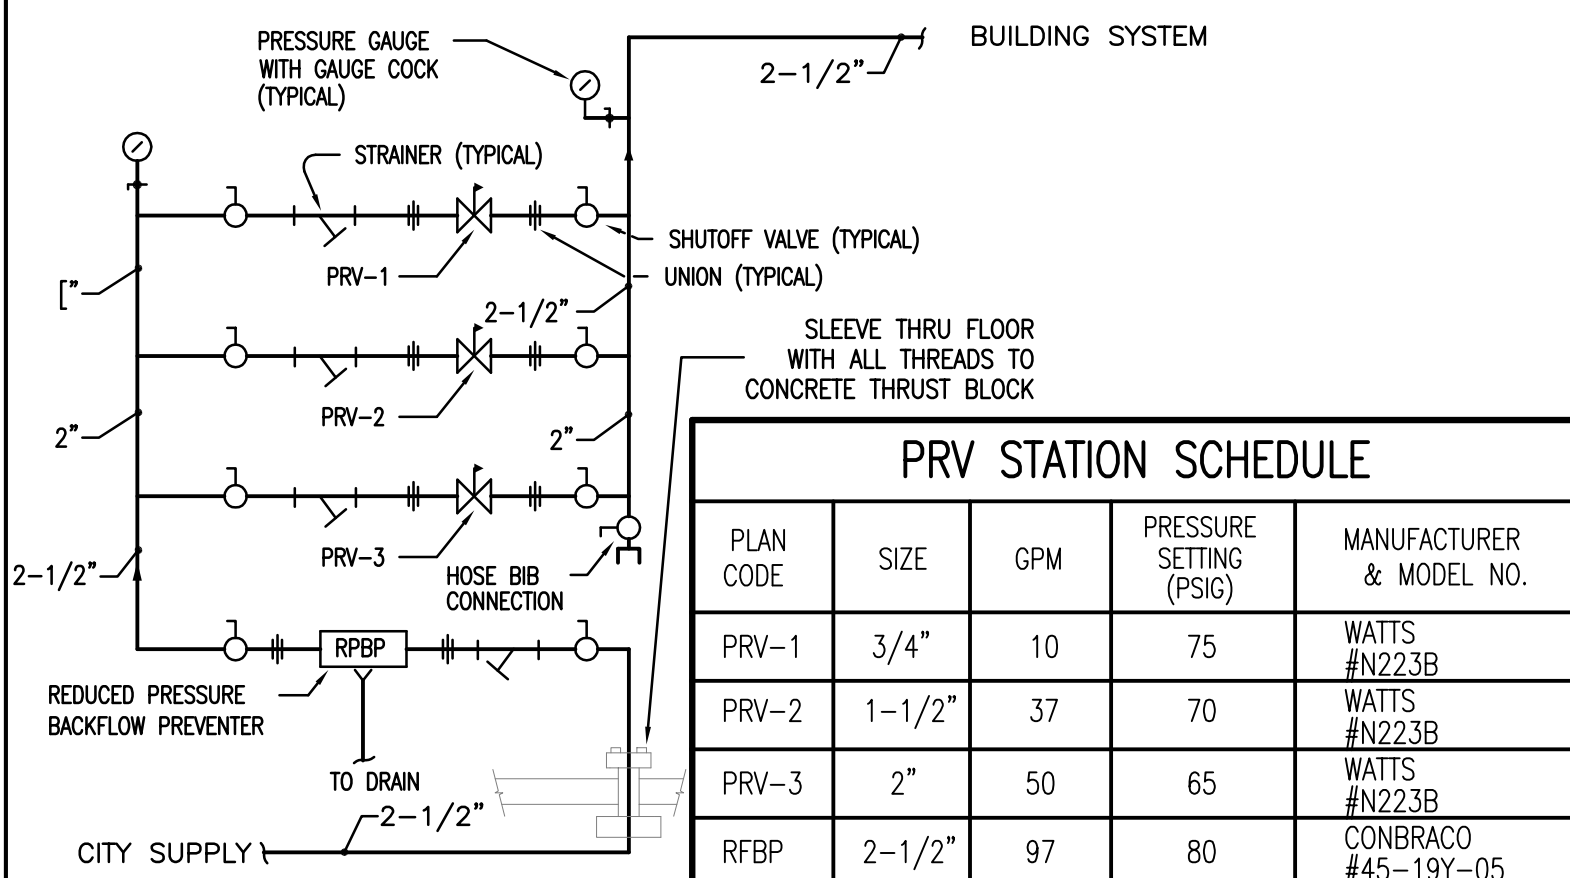 PRESSURE GAUGE
WITH GAUGE COCK
(TYPICAL)
BUILDING SYSTEM
2-1/2"
STRAINER (TYPICAL)
SHUTOFF VALVE (TYPICAL)
PRV-1
UNION (TYPICAL)
["
2-1/2"
SLEEVE THRU FLOOR
WITH ALL THREADS TO
CONCRETE THRUST BLOCK
PRV-2
2"
2"
PRV-3
2-1/2"
HOSE BIB
CONNECTION
RPBP
REDUCED PRESSURE
BACKFLOW PREVENTER
TO DRAIN
2-1/2"
CITY SUPPLY
PRV STATION SCHEDULE
PLAN
CODE
SIZE
GPM
PRESSURE
SETTING
(PSIG)
MANUFACTURER
& MODEL NO.
PRV-1
3/4"
10
75
WATTS
#N223B
PRV-2
1-1/2"
37
70
WATTS
#N223B
PRV-3
2"
50
65
WATTS
#N223B
RFBP
2-1/2"
97
80
CONBRACO
#45-19Y-05